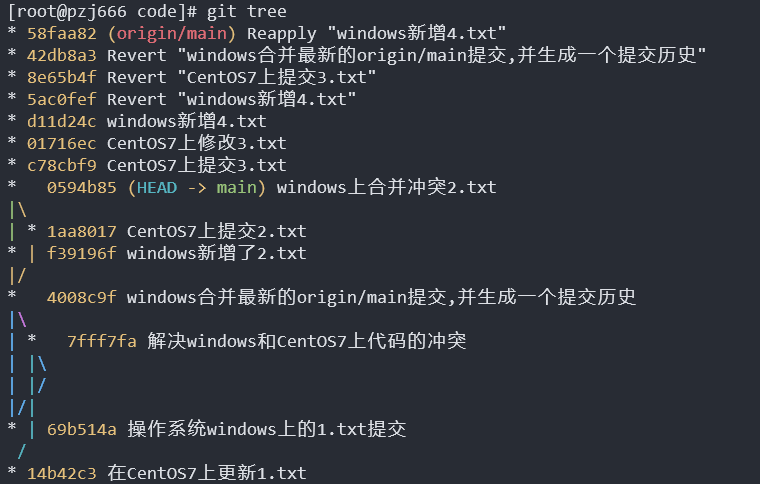 [root@pzj666 code]# git tree
* 58faa82 (origin/main) Reapply "windows新增4.txt"
* 42db8a3 Revert "windows合并最新的origin/main提交,并生成一个提交历史"
* 8e65b4f Revert "CentOS7上提交3.txt"
* 5ac0fef Revert "windows新增4.txt"
* d11d24c windows新增4.txt
* 01716ec CentOS7上修改3.txt
* c78cbf9 CentOS7上提交3.txt
*   0594b85 (HEAD -> main) windows上合并冲突2.txt
|\
| * 1aa8017 CentOS7上提交2.txt
* | f39196f windows新增了2.txt
|/
*   4008c9f windows合并最新的origin/main提交,并生成一个提交历史
|\
| *   7fff7fa 解决windows和CentOS7上代码的冲突
| |\
| |/
|/|
* | 69b514a 操作系统windows上的1.txt提交
 /
* 14b42c3 在CentOS7上更新1.txt